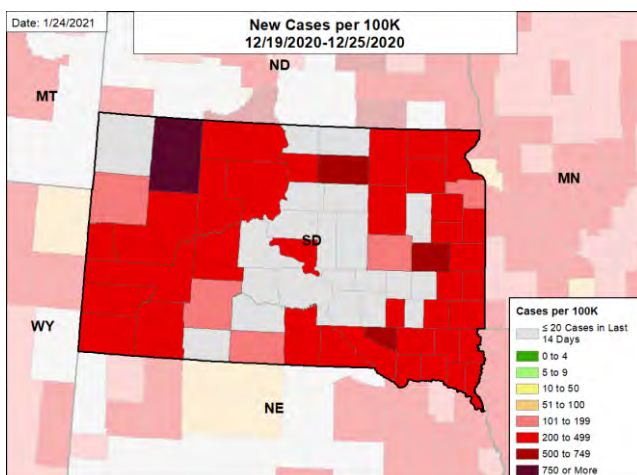 Date: 1/24/2021
New Cases per 100K
12/19/2020-12/25/2020
ND
MT
MN
SD
WY
NE
Cases per 100K
≤ 20 Cases in Last
14 Days
0 to 4
5 to 9
10 to 50
51 to 100
101 to 199
200 to 499
500 to 749
750 or More